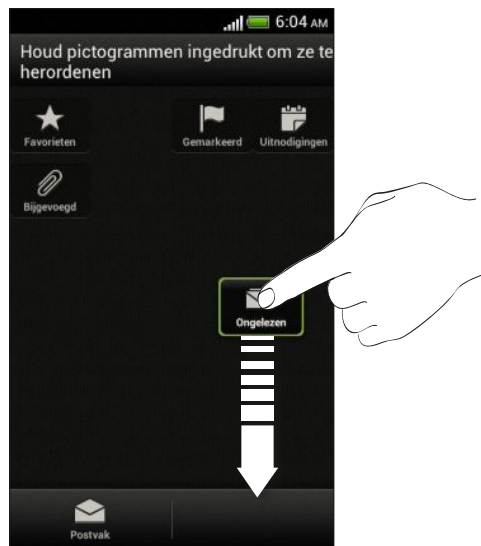 6:04 AM
Houd pictogrammen ingedrukt om ze te
herordenen
Favorieten
Gemarkeerd
Uitnodigingen
Bijgevoegd
Ongelezen
Postvak